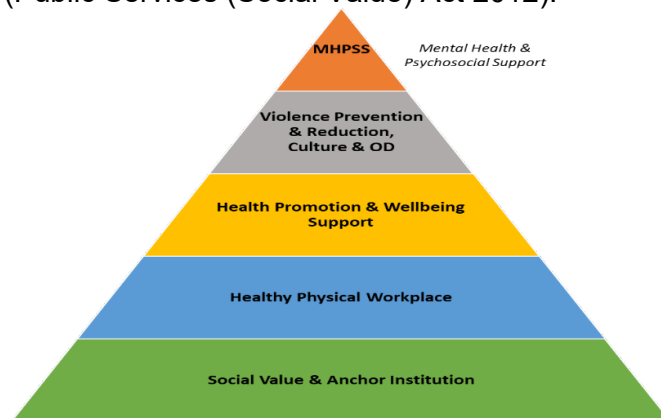 (Public Services (Social Value) Act 2012).
MHPSS
Mental Health &
Psychosocial Support
Violence Prevention
& Reduction,
Culture & OD
Health Promotion & Wellbeing
Support
Healthy Physical Workplace
Social Value & Anchor Institution